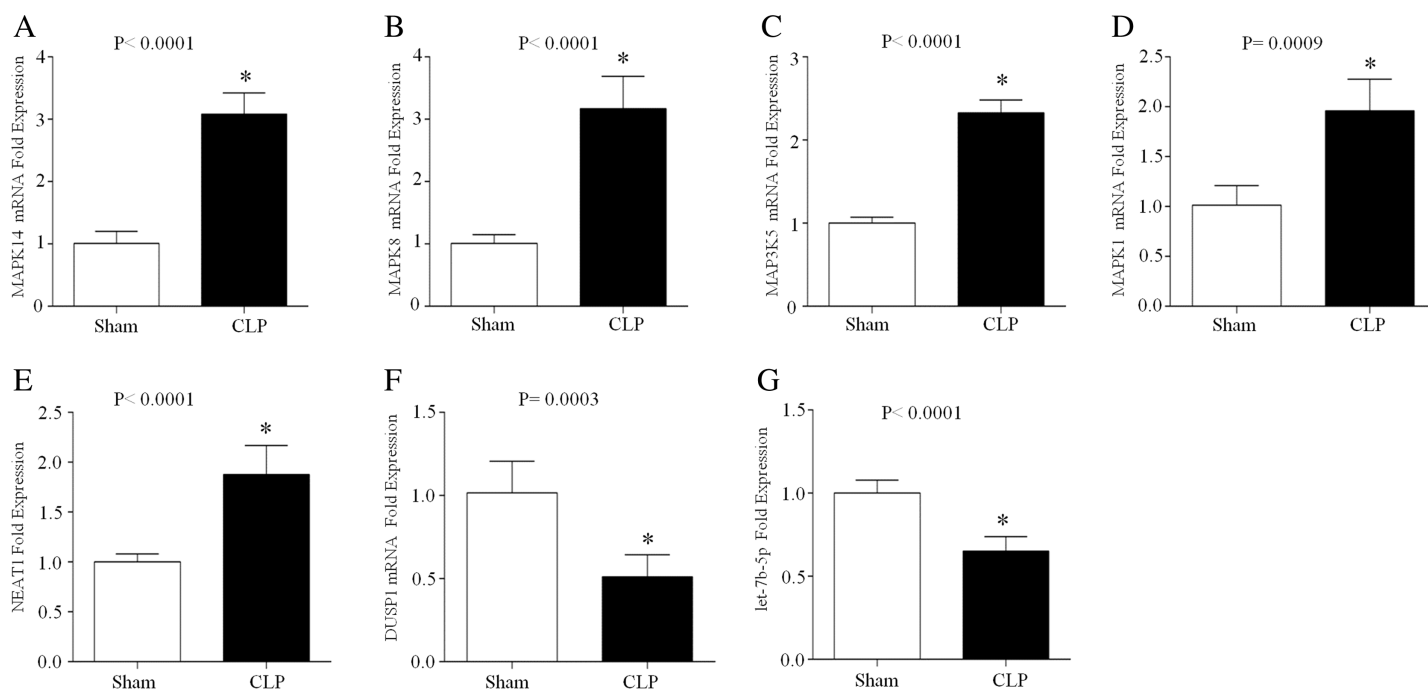 A
P< 0.0001
MAPK14 mRNA Fold Expression
4
3
2
1
0
*
Sham
CLP
B
P< 0.0001
MAPK8 mRNA Fold Expression
4
3
2
1
0
*
Sham
CLP
C
P< 0.0001
MAP3K5 mRNA Fold Expression
3
2
1
0
*
Sham
CLP
D
P= 0.0009
MAPK1 mRNA Fold Expression
2.5
2.0
1.5
1.0
0.5
0.0
*
Sham
CLP
E
P< 0.0001
NEAT1 Fold Expression
2.5
2.0
1.5
1.0
0.5
0.0
*
Sham
CLP
F
P= 0.0003
DUSP1 mRNA Fold Expression
1.5
1.0
0.5
0.0
*
Sham
CLP
G
P< 0.0001
let-7b-5p Fold Expression
1.5
1.0
0.5
0.0
*
Sham
CLP